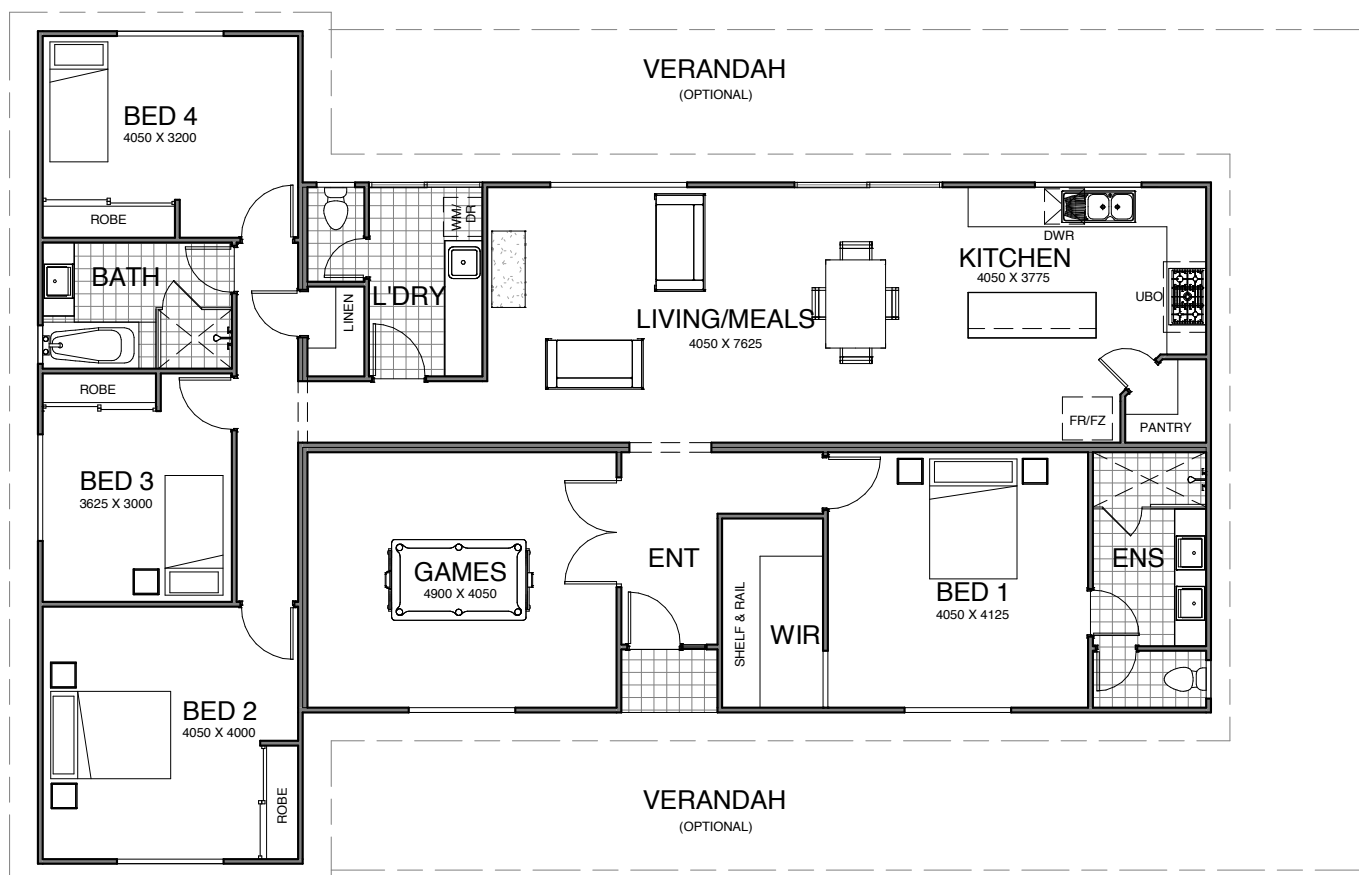 VERANDAH
(OPTIONAL)
BED 4
4050 X 3200
ROBE
BATH
L'DRY
WM/
DR
LINEN
LIVING/MEALS
4050 X 7625
KITCHEN
4050 X 3775
DWR
UBO
FR/FZ
PANTRY
ROBE
BED 3
3625 X 3000
GAMES
4900 X 4050
ENT
SHELF & RAIL
WIR
BED 1
4050 X 4125
ENS
BED 2
4050 X 4000
ROBE
VERANDAH
(OPTIONAL)